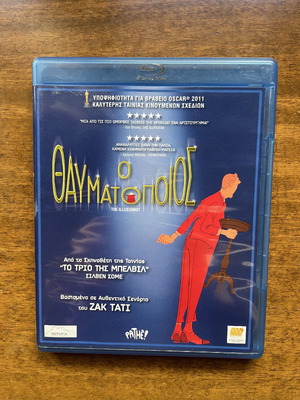 ΥΠΟΨΗΦΙΟΤΗΤΑ ΓΙΑ ΒΡΑΒΕΙΟ OSCAR® 2011
ΚΑΛΥΤΕΡΗΣ ΤΑΙΝΙΑΣ ΚΙΝΟΥΜΕΝΩΝ ΣΧΕΔΙΩΝ
Ο
ΘΑΥΜΑΤΟΠΟΙΟΣ
THE ILLUSIONIST
Από το Σκηνοθέτη της Ταινίας
"ΤΟ ΤΡΙΟ ΤΗΣ ΜΠΕΛΒΙΛ"
ΣΙΛΒΕΝ ΣΟΜΕ
Βασισμένο σε Αυθεντικό Σενάριο
του ΖΑΚ ΤΑΤΙ
PATHE!